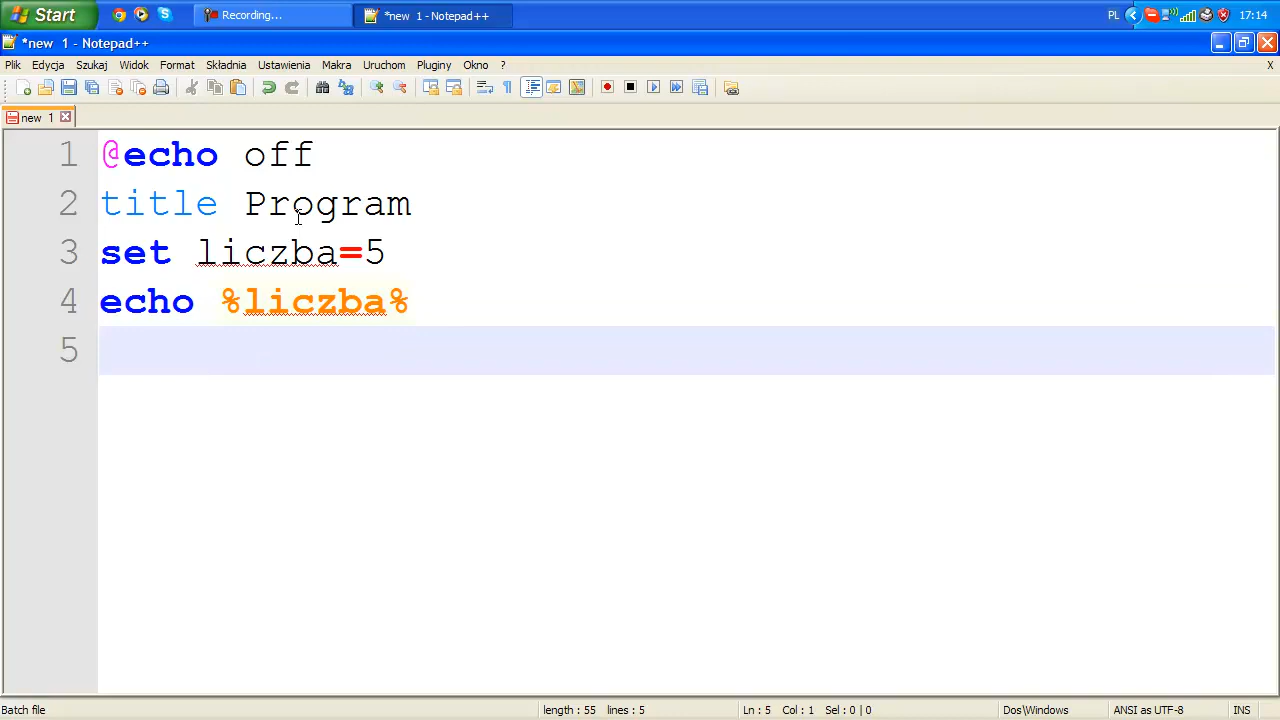 Start Recording... *new 1 - Notepad++ PL 17:14
*new 1 - Notepad++
Plik Edycja Szukaj Widok Format Składnia Ustawienia Makra Uruchom Pluginy Okno ? X
new 1
1 @echo off
2 title Program
3 set liczba=5
4 echo %liczba%
5
Batch file length : 55 lines : 5 Ln : 5 Col : 1 Sel : 0 | 0 Dos\Windows ANSI as UTF-8 INS